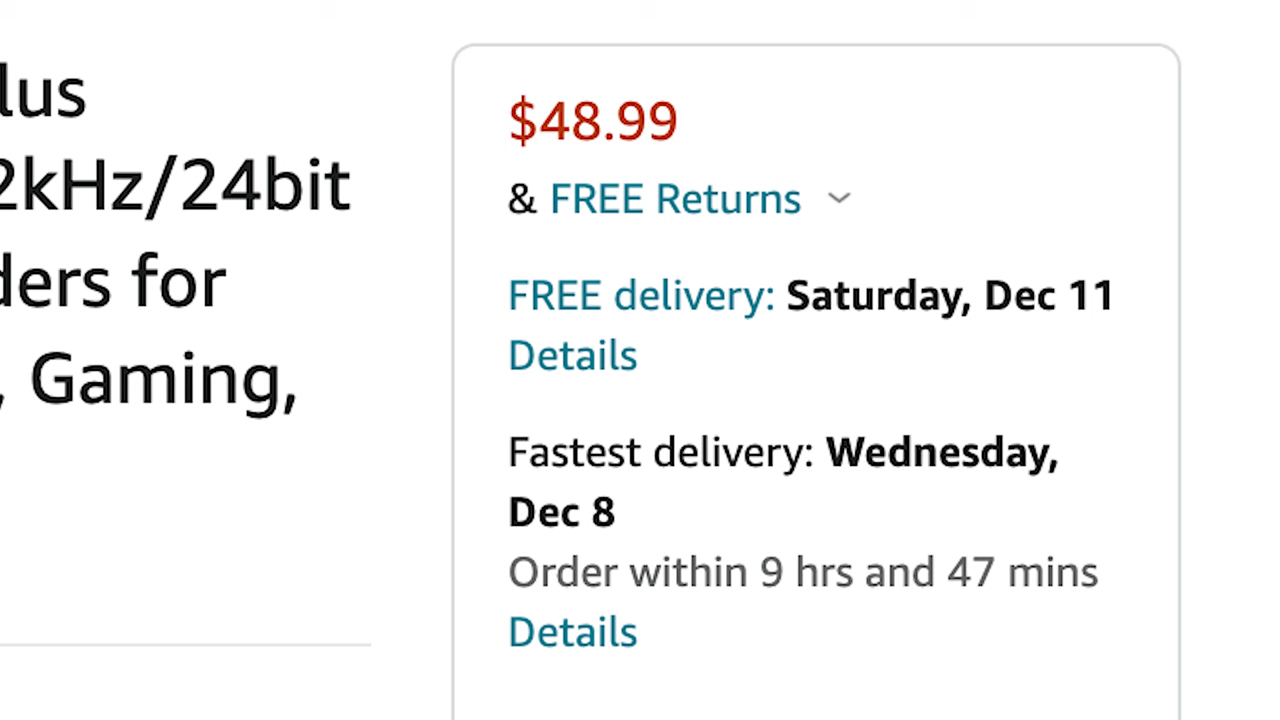 lus
2kHz/24bit
ders for
, Gaming,
$48.99
& FREE Returns
FREE delivery: Saturday, Dec 11
Details
Fastest delivery: Wednesday,
Dec 8
Order within 9 hrs and 47 mins
Details